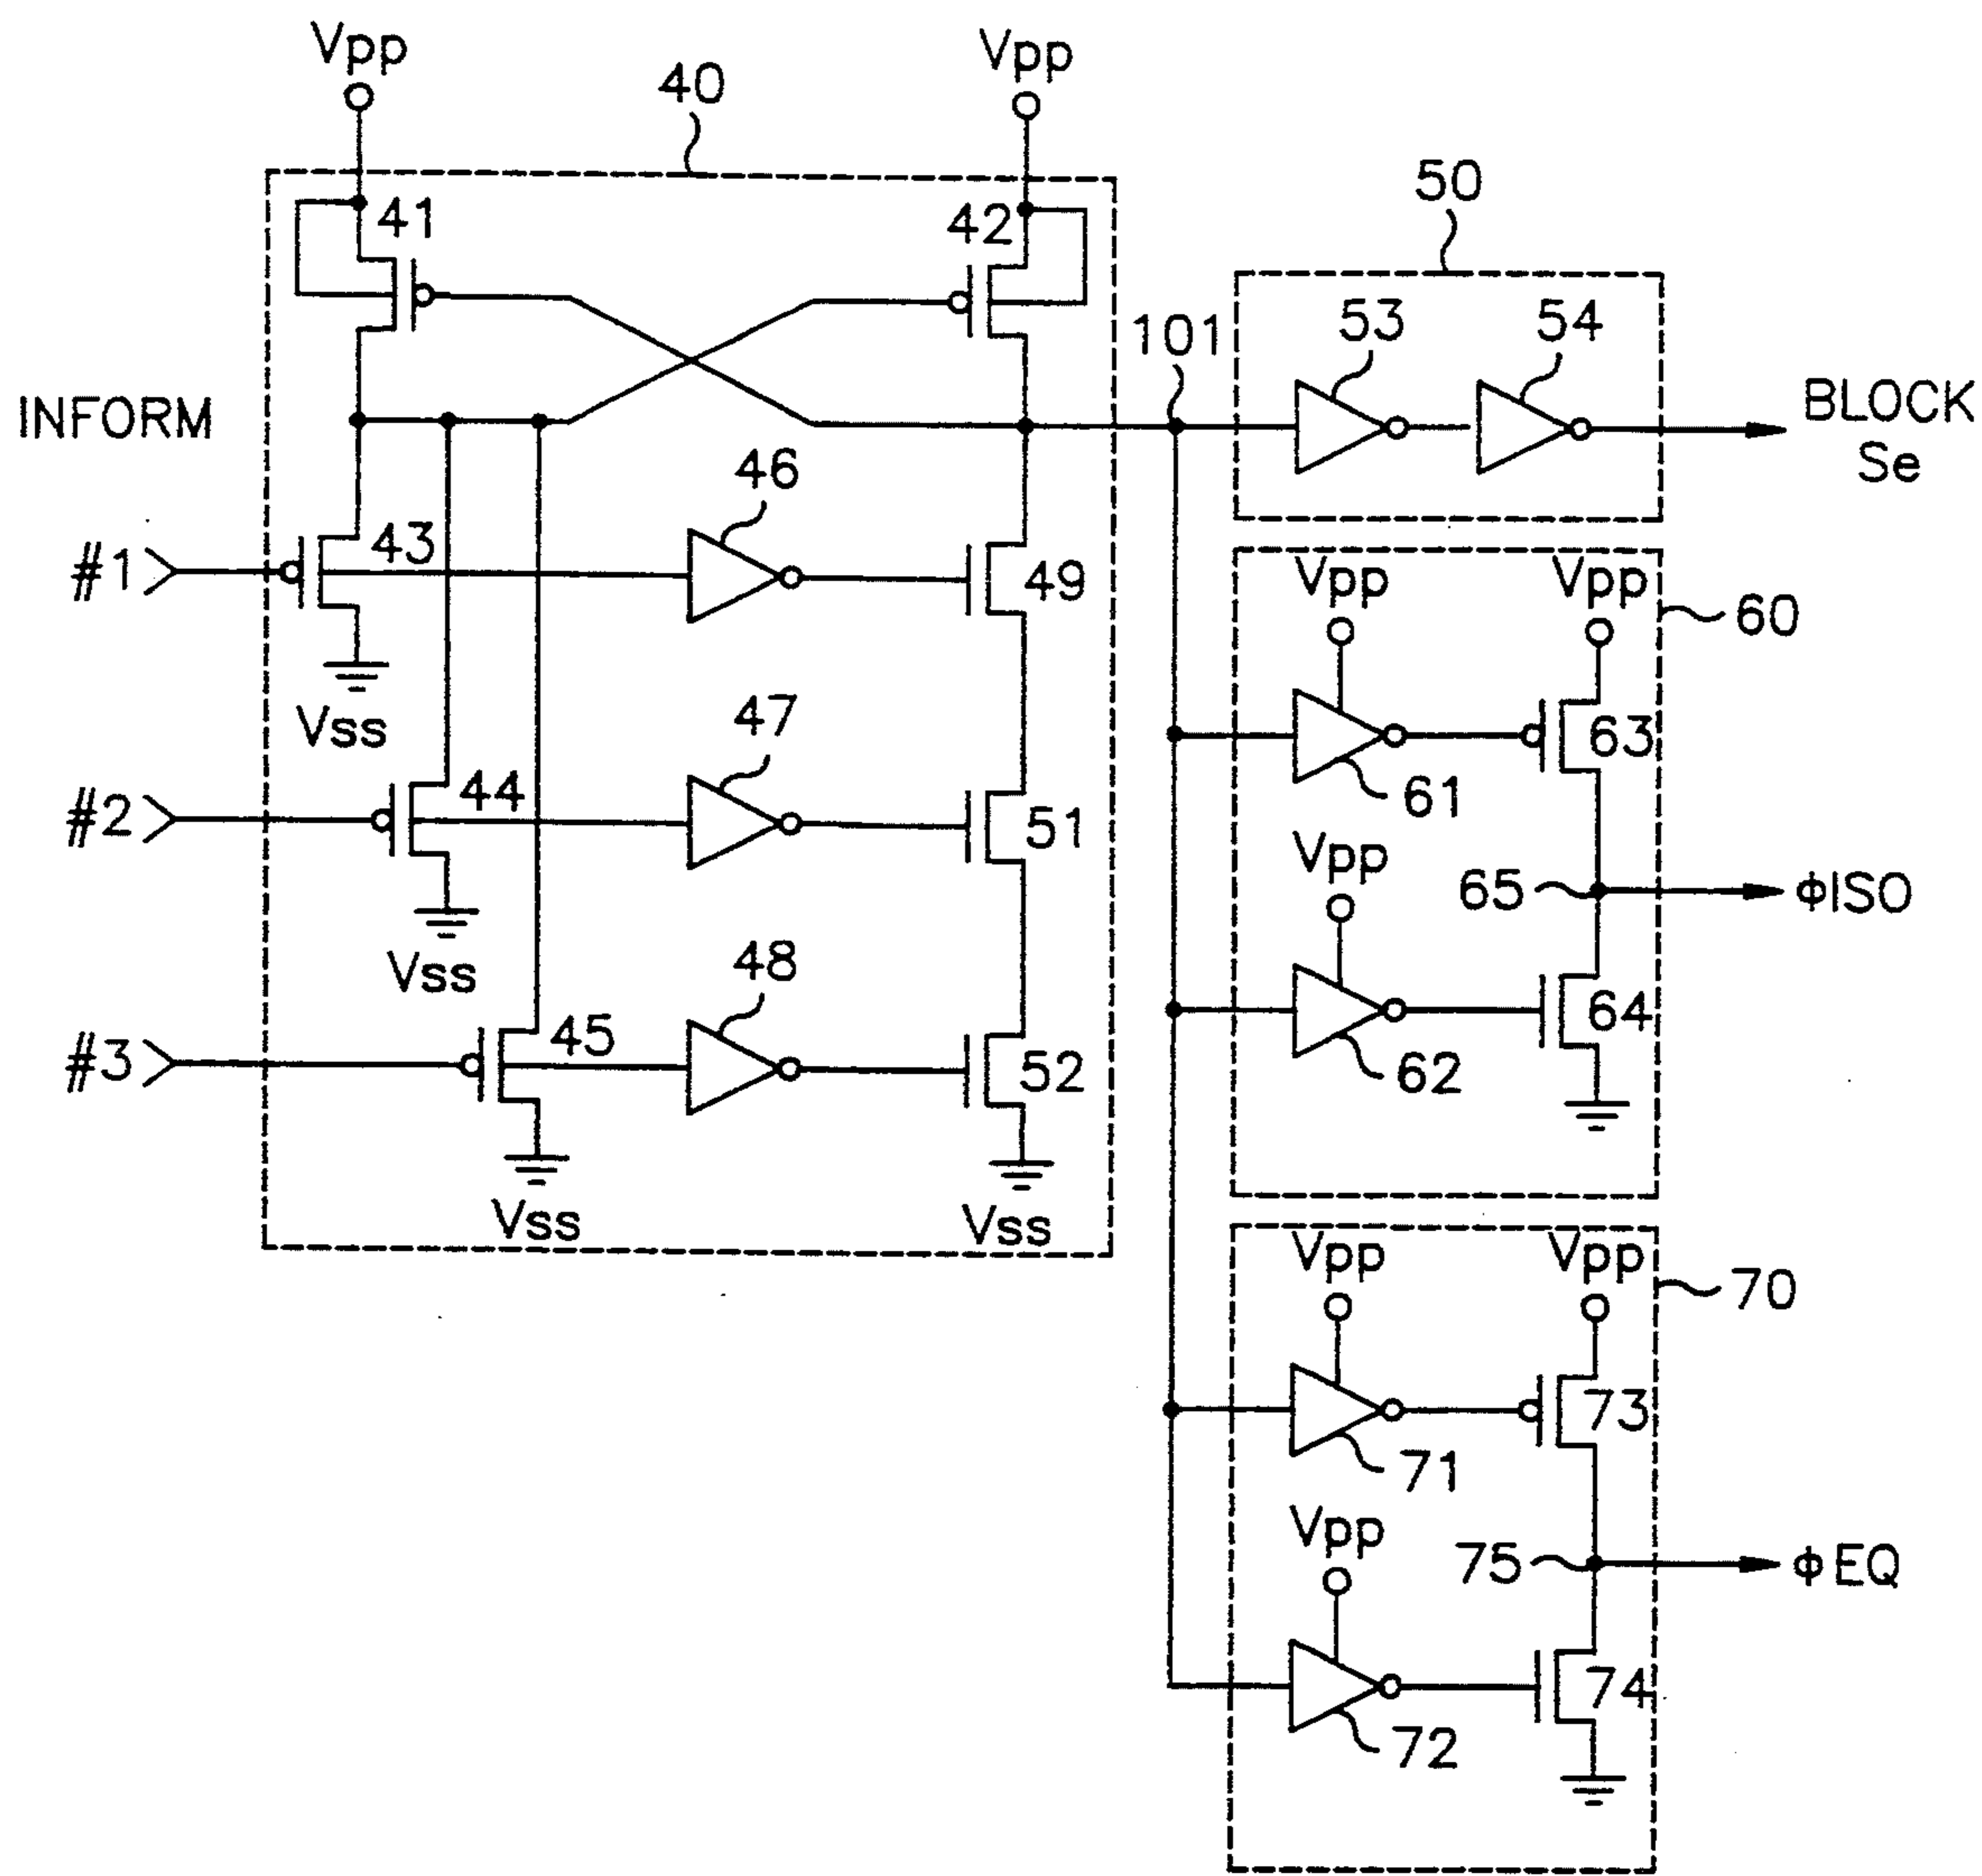 Vpp
Vpp
40
50
41
42
53
54
101
INFORM
BLOCK
Se
46
#1
43
49
Vpp
Vpp
60
Vss
47
63
61
#2
44
51
Vpp
65
ΦISO
Vss
48
64
#3
45
52
62
Vss
Vss
Vpp
Vpp
70
73
71
Vpp
75
ΦEQ
74
72